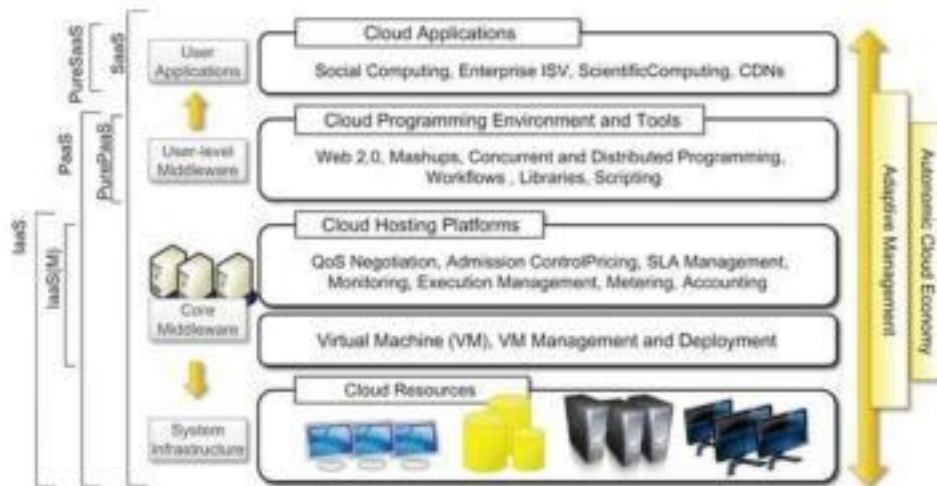 PureSaaS
SaaS
User
Applications
Cloud Applications
Social Computing, Enterprise ISV, ScientificComputing, CDNs
PaaS
PurePaaS
User-level
Middleware
Cloud Programming Environment and Tools
Web 2.0, Mashups, Concurrent and Distributed Programming,
Workflows , Libraries, Scripting
IaaS
IaaS(M)
Core
Middleware
Cloud Hosting Platforms
QoS Negotiation, Admission ControlPricing, SLA Management,
Monitoring, Execution Management, Metering, Accounting
Virtual Machine (VM), VM Management and Deployment
System
Infrastructure
Cloud Resources
Adaptive Management
Autonomic Cloud Economy